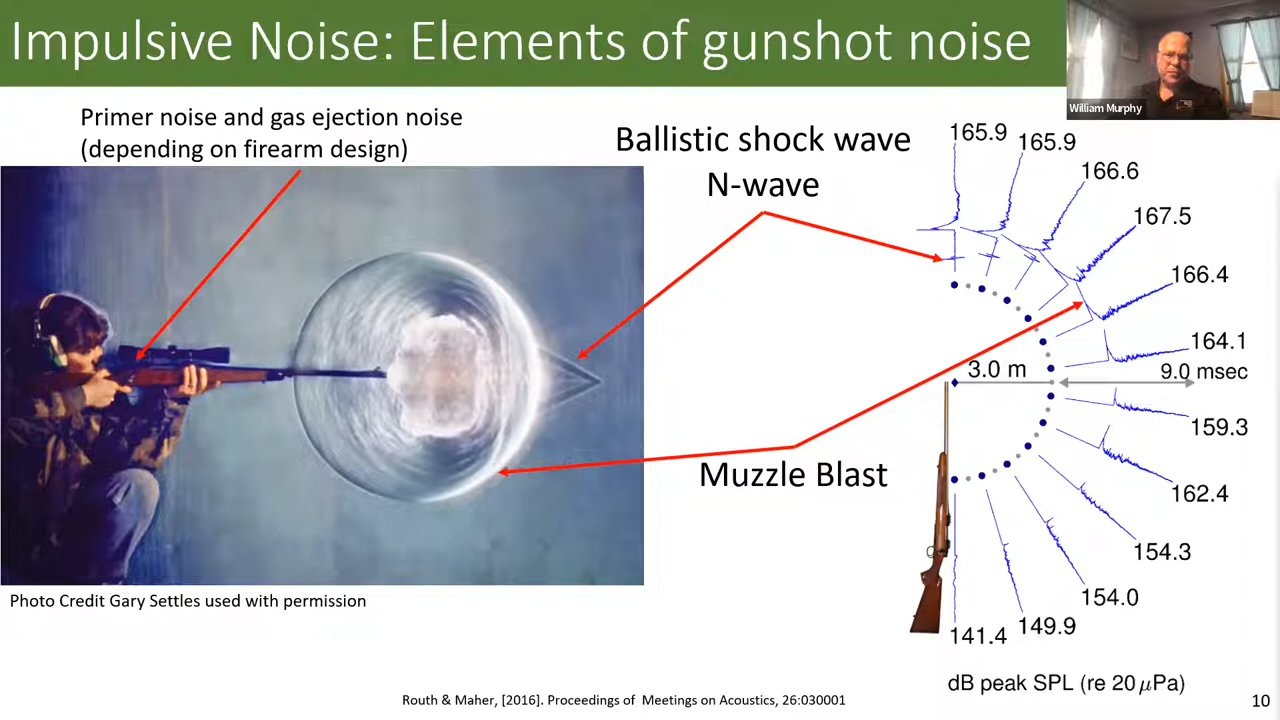 Impulsive Noise: Elements of gunshot noise
William Murphy
Primer noise and gas ejection noise
(depending on firearm design)
Ballistic shock wave
N-wave
165.9
165.9
166.6
167.5
166.4
164.1
3.0 m
9.0 msec
159.3
162.4
154.3
154.0
149.9
141.4
Muzzle Blast
Photo Credit Gary Settles used with permission
dB peak SPL (re 20 μPa)
Routh & Maher, [2016]. Proceedings of Meetings on Acoustics, 26:030001
10